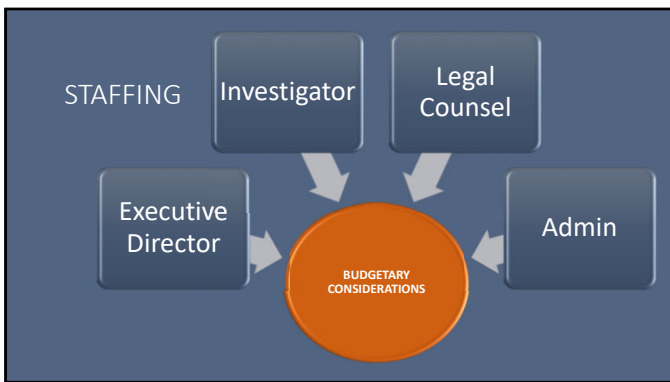 STAFFING
Investigator
Legal
Counsel
Executive
Director
Admin
BUDGETARY
CONSIDERATIONS